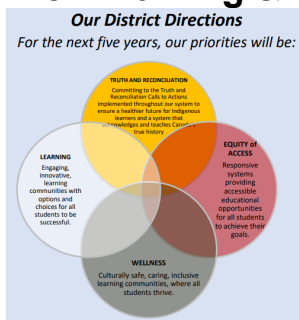 Our District Directions
For the next five years, our priorities will be:
TRUTH AND RECONCILIATION
Committing to the Truth and
Reconciliation Calls to Actions
implemented throughout our system to
ensure a healthier future for Indigenous
learners and a system that
acknowledges and teaches Canada's
true history
LEARNING
Engaging,
innovative,
learning
communities with
options and
choices for all
students to be
successful.
EQUITY of
ACCESS
Responsive
systems
providing
accessible
educational
opportunities
for all students
to achieve their
goals.
WELLNESS
Culturally safe, caring, inclusive
learning communities, where all
students thrive.